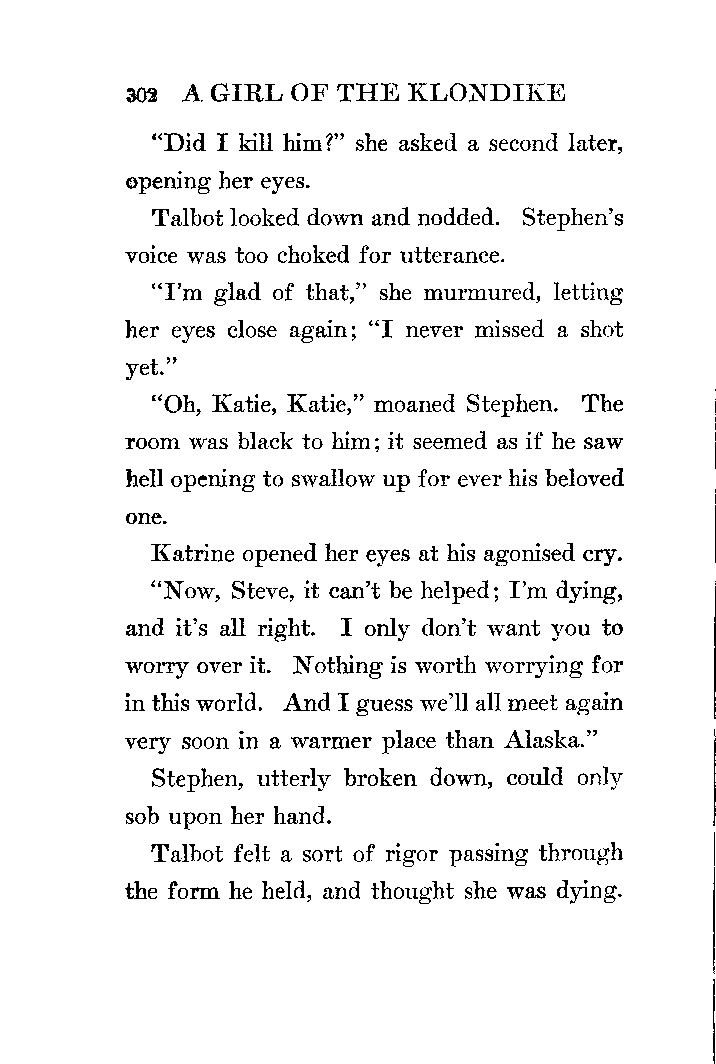 302 A GIRL OF THE KLONDIKE
“Did I kill him?” she asked a second later,
opening her eyes.
Talbot looked down and nodded. Stephen’s
voice was too choked for utterance.
“I’m glad of that,” she murmured, letting
her eyes close again; “I never missed a shot
yet.”
“Oh, Katie, Katie,” moaned Stephen. The
room was black to him; it seemed as if he saw
hell opening to swallow up for ever his beloved
one.
Katrine opened her eyes at his agonised cry.
“Now, Steve, it can’t be helped; I’m dying,
and it’s all right. I only don’t want you to
worry over it. Nothing is worth worrying for
in this world. And I guess we’ll all meet again
very soon in a warmer place than Alaska.”
Stephen, utterly broken down, could only
sob upon her hand.
Talbot felt a sort of rigor passing through
the form he held, and thought she was dying.